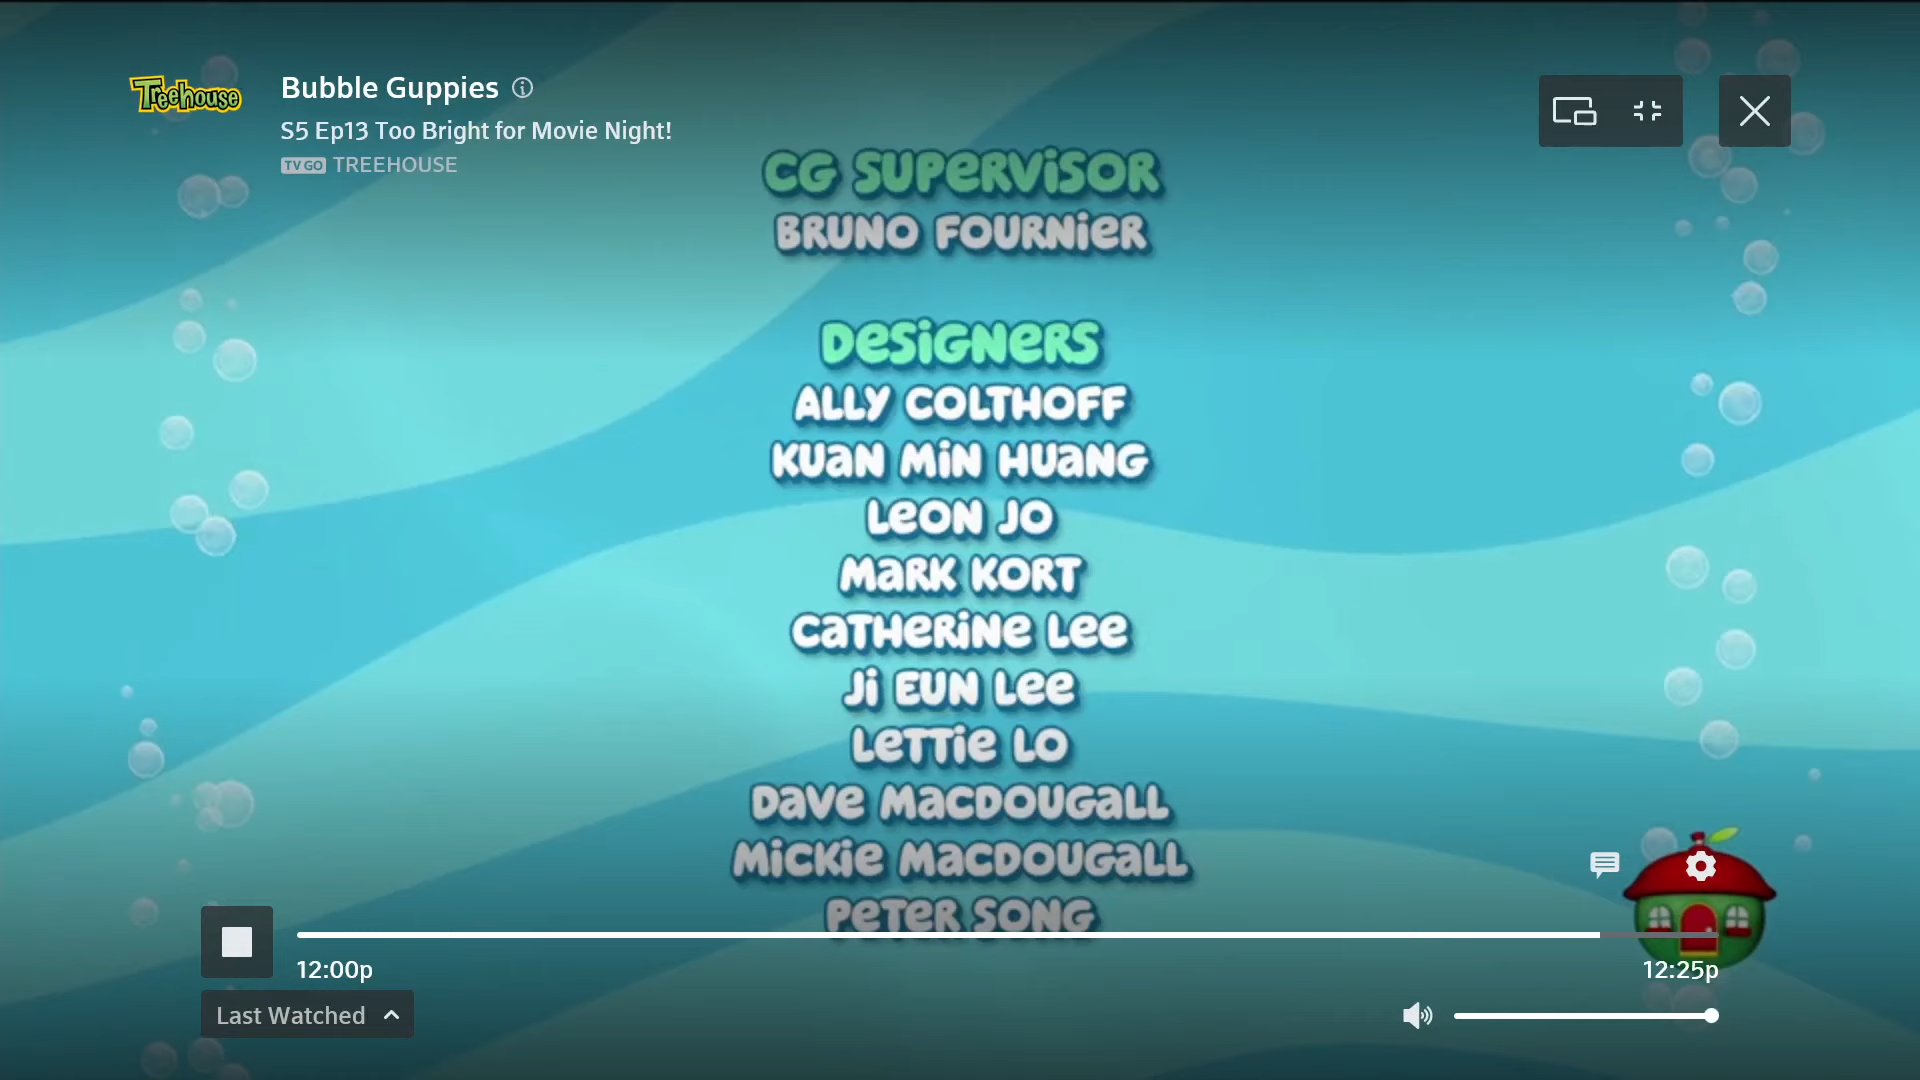 Treehouse
Bubble Guppies
S5 Ep13 Too Bright for Movie Night!
TV GO TREEHOUSE
CG SUPERVISOR
BRUNO FOURNIER
DESIGNERS
ALLY COLTHOFF
KUAN MIN HUANG
LEON JO
MARK KORT
CATHERINE LEE
JI EUN LEE
LETTIE LO
DAVE MACDOUGALL
MICKIE MACDOUGALL
PETER SONG
12:00p
12:25p
Last Watched